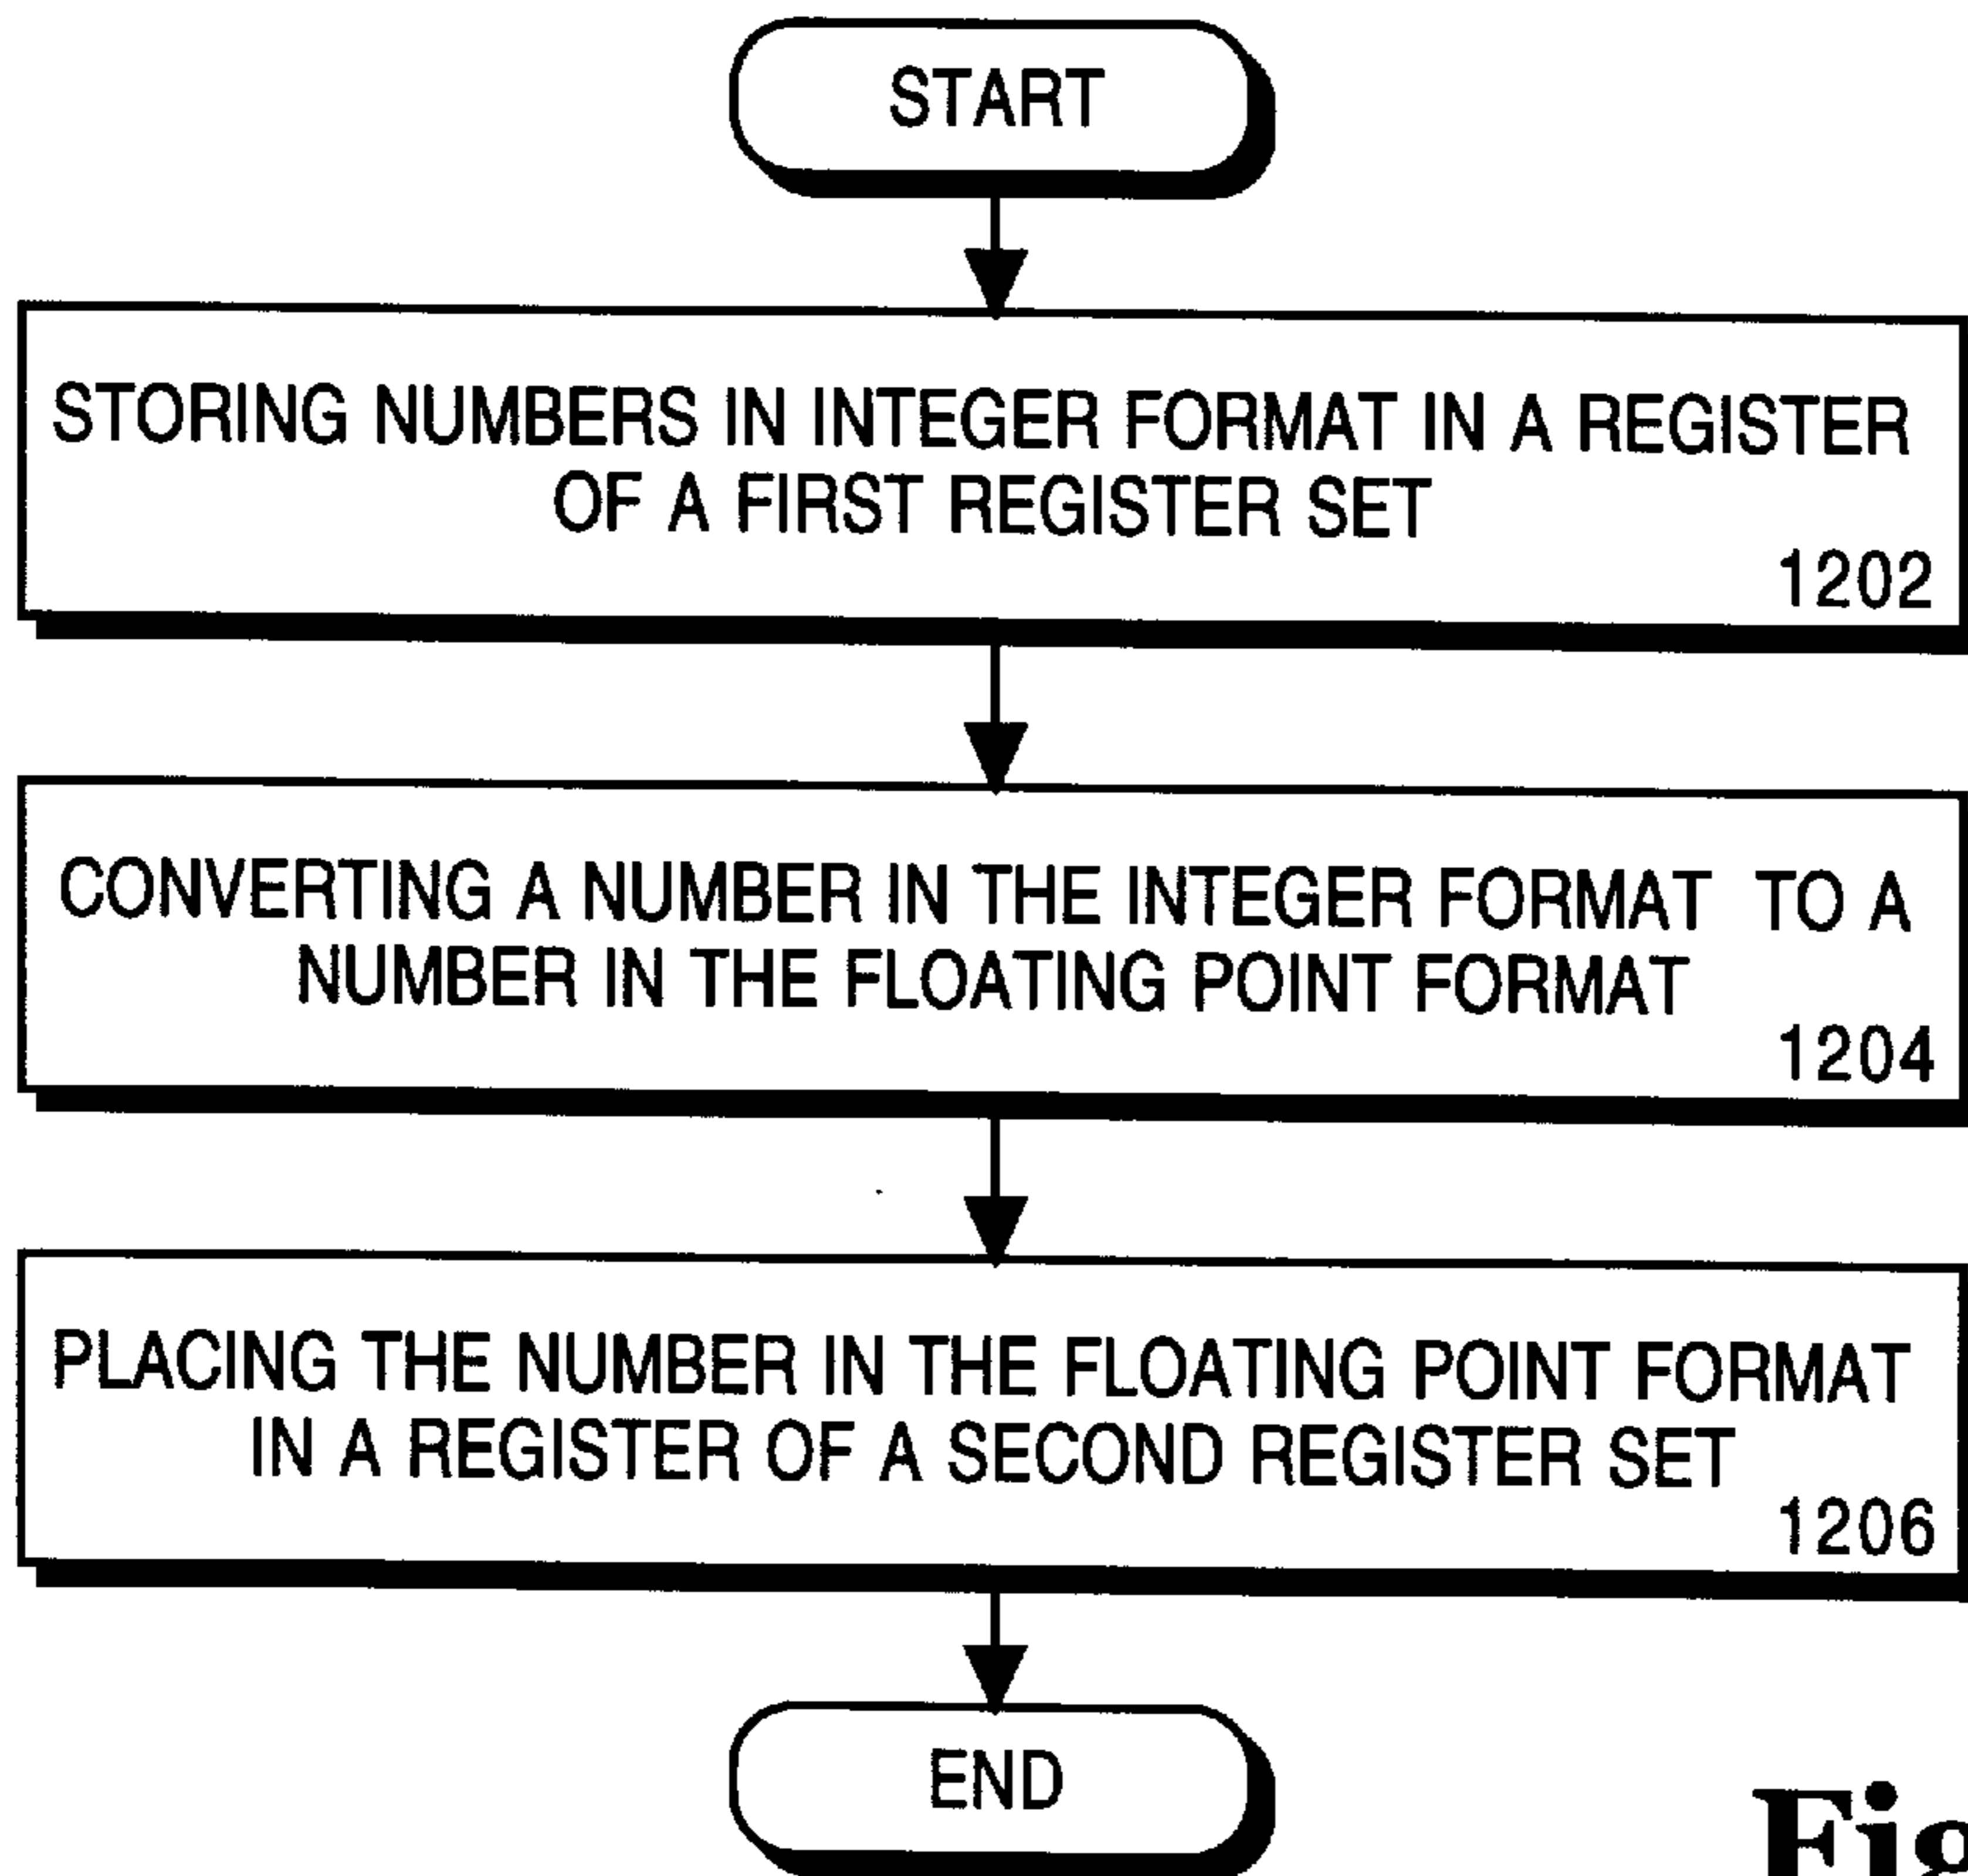 START
STORING NUMBERS IN INTEGER FORMAT IN A REGISTER
OF A FIRST REGISTER SET
1202
CONVERTING A NUMBER IN THE INTEGER FORMAT TO A
NUMBER IN THE FLOATING POINT FORMAT
1204
PLACING THE NUMBER IN THE FLOATING POINT FORMAT
IN A REGISTER OF A SECOND REGISTER SET
1206
END
Fig